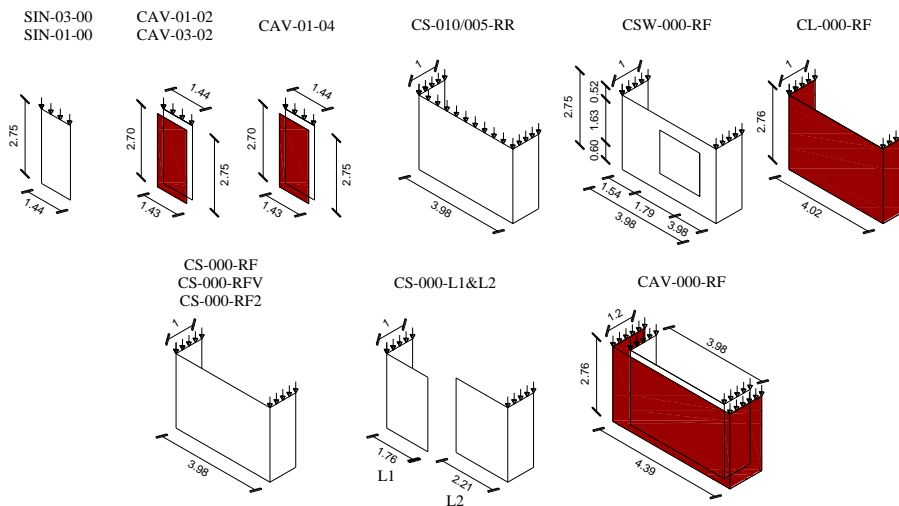 SIN-03-00
SIN-01-00
2.75
1.44
CAV-01-02
CAV-03-02
1.44
2.70
2.75
1.43
CAV-01-04
1.44
2.70
2.75
1.43
CS-010/005-RR
1
3.98
CSW-000-RF
1
2.75
0.52
1.63
0.60
1.54
1.79
3.98
3.98
CL-000-RF
1
2.76
4.02
CS-000-RF
CS-000-RFV
CS-000-RF2
1
3.98
CS-000-L1&L2
1
1.76
L1
2.21
L2
CAV-000-RF
1.2
3.98
2.76
4.39